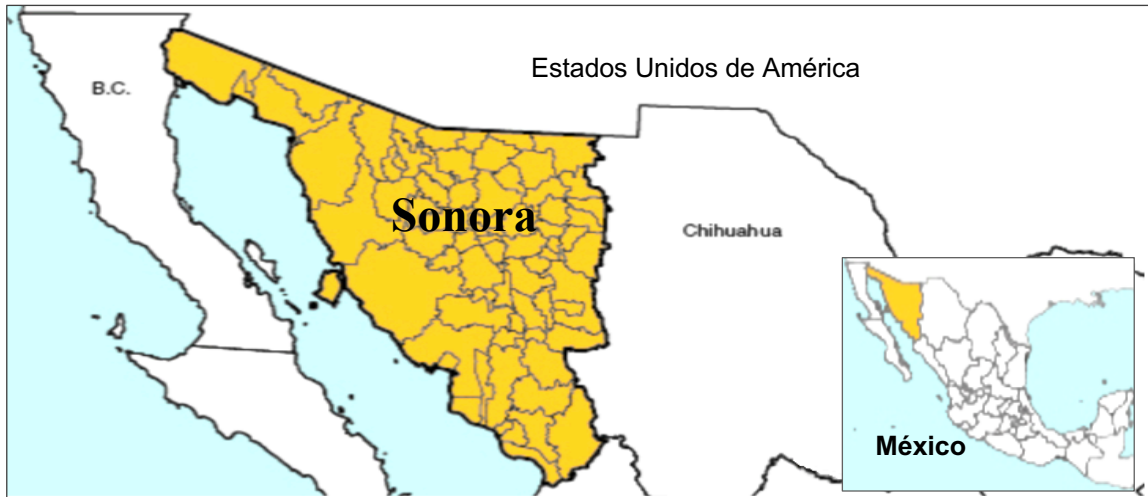 Estados Unidos de América
B.C.
Sonora
Chihuahua
México